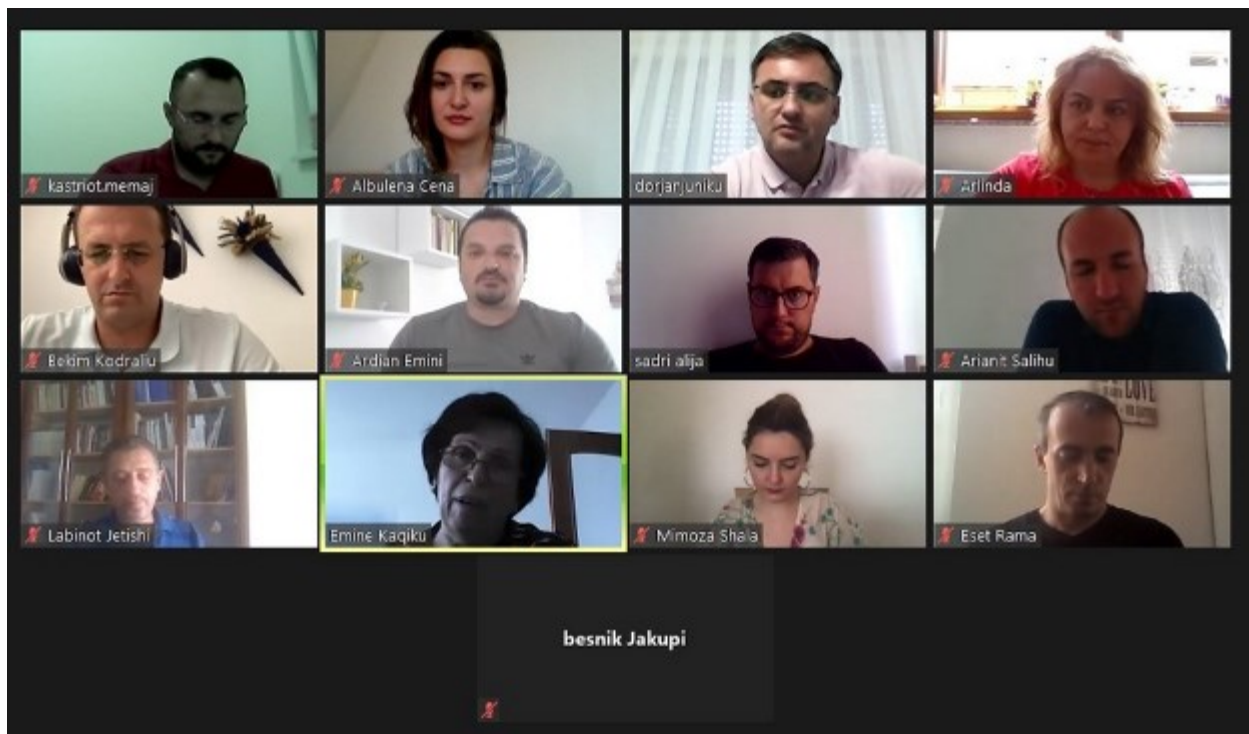 kastriot.memaj
Albulena Cena
dorjanjuniku
Arlinda
Bekim Kodraliu
Ardian Emini
sadri alija
Arianit Salihu
Labinot Jetishi
Emine Kaqiku
Mimoza Shala
LOVE
Eset Rama
besnik Jakupi